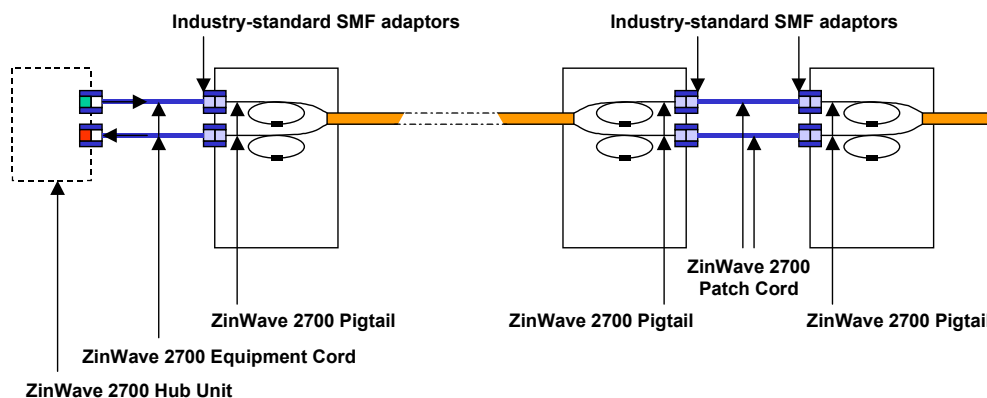 Industry-standard SMF adaptors
Industry-standard SMF adaptors
ZinWave 2700
Patch Cord
ZinWave 2700 Pigtail
ZinWave 2700 Pigtail
ZinWave 2700 Pigtail
ZinWave 2700 Equipment Cord
ZinWave 2700 Hub Unit